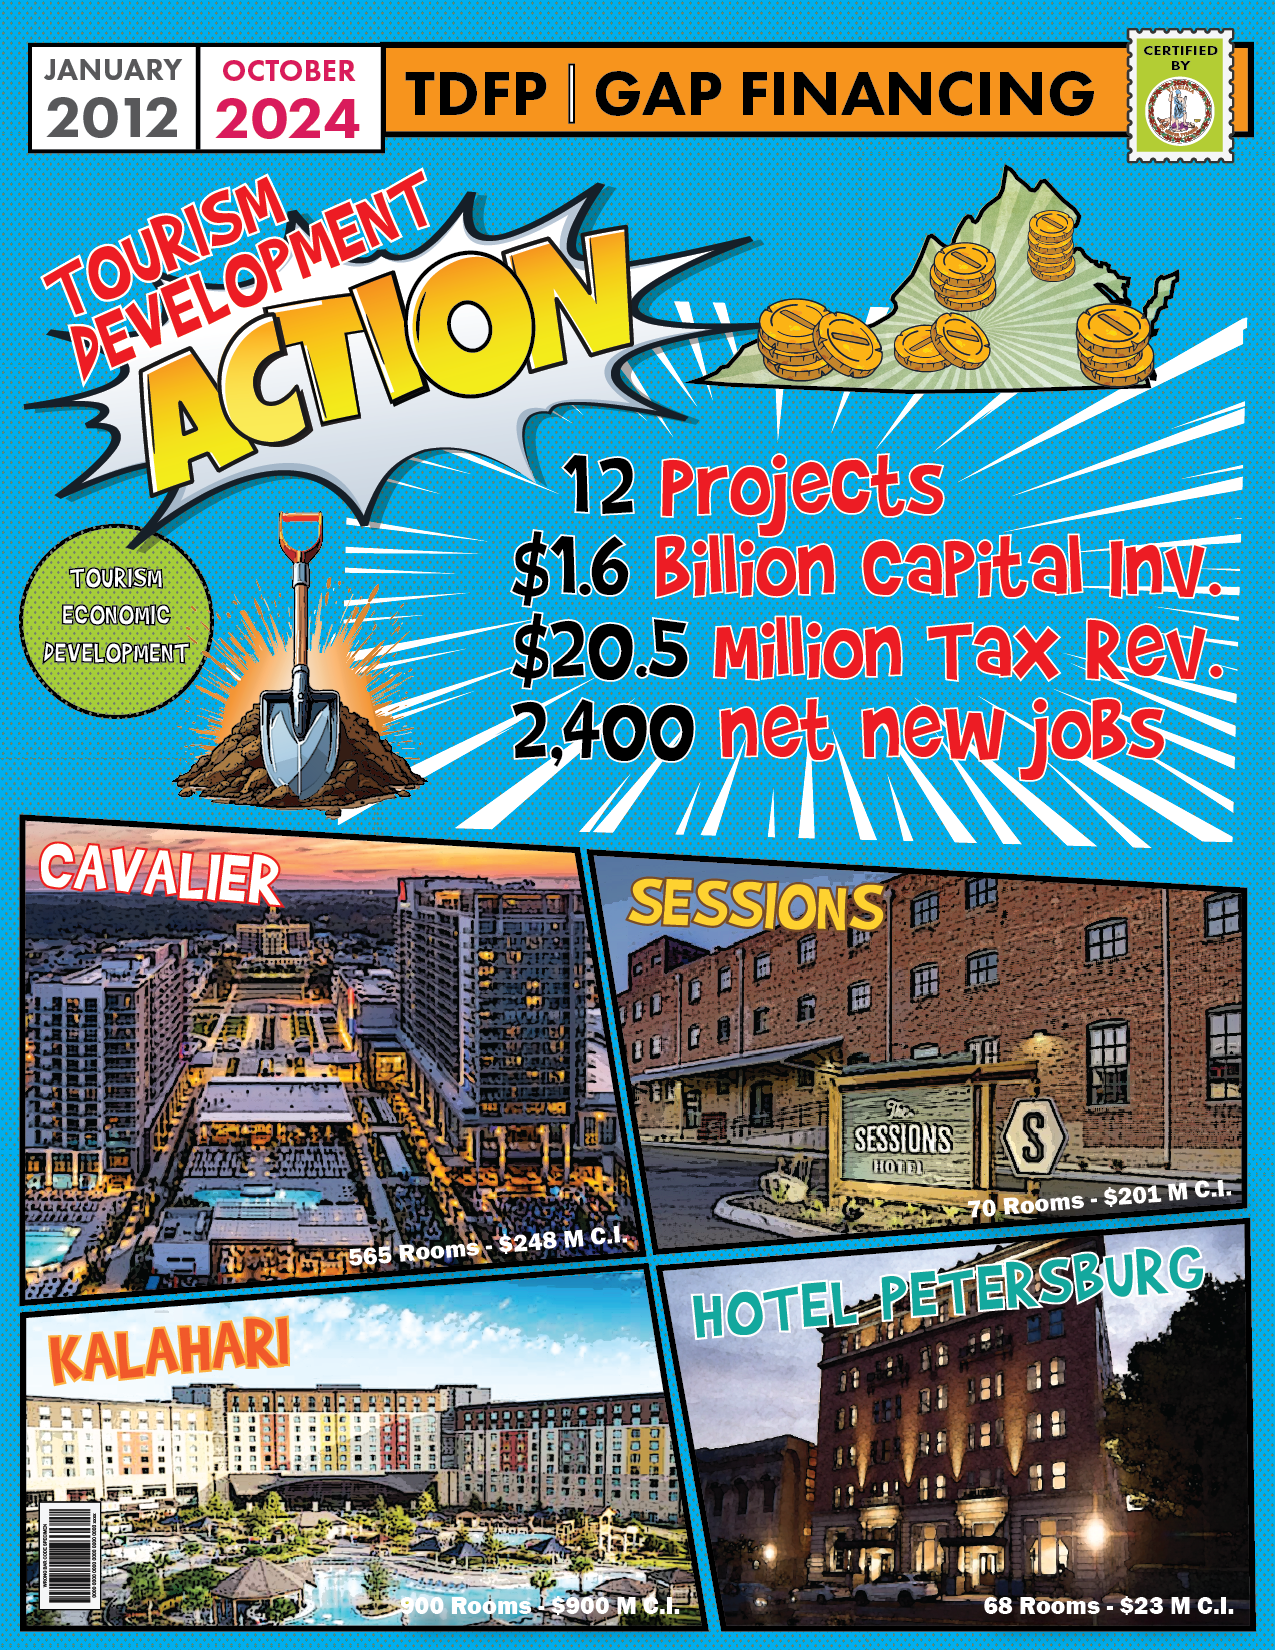 JANUARY
2012
OCTOBER
2024
TDFP | GAP FINANCING
CERTIFIED
BY
TOURISM
DEVELOPMENT
ACTION
12 Projects
$1.6 Billion Capital Inv.
$20.5 Million Tax Rev.
2,400 net new jobs
TOURISM
ECONOMIC
DEVELOPMENT
CAVALIER
565 Rooms - $248 M C.I.
SESSIONS
The
SESSIONS
HOTEL
S
70 Rooms - $201 M C.I.
KALAHARI
900 Rooms - $900 M C.I.
HOTEL PETERSBURG
68 Rooms - $23 M C.I.